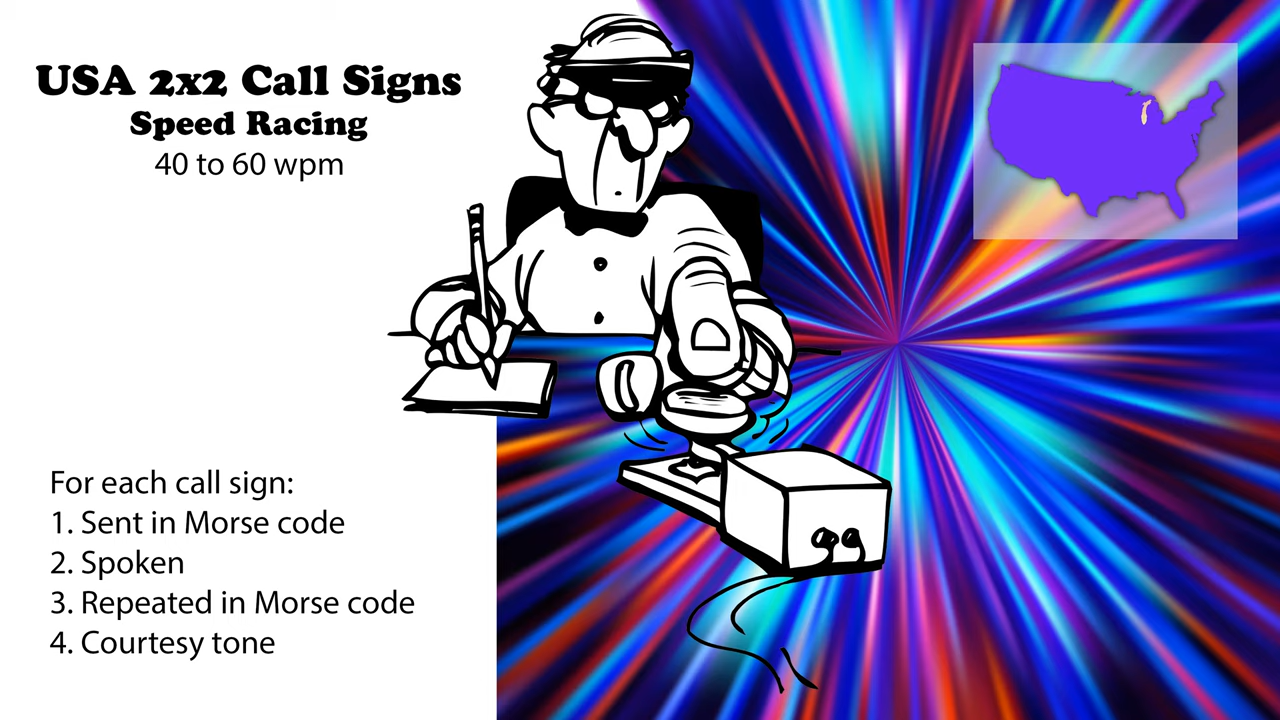 USA 2x2 Call Signs
Speed Racing
40 to 60 wpm
For each call sign:
1. Sent in Morse code
2. Spoken
3. Repeated in Morse code
4. Courtesy tone